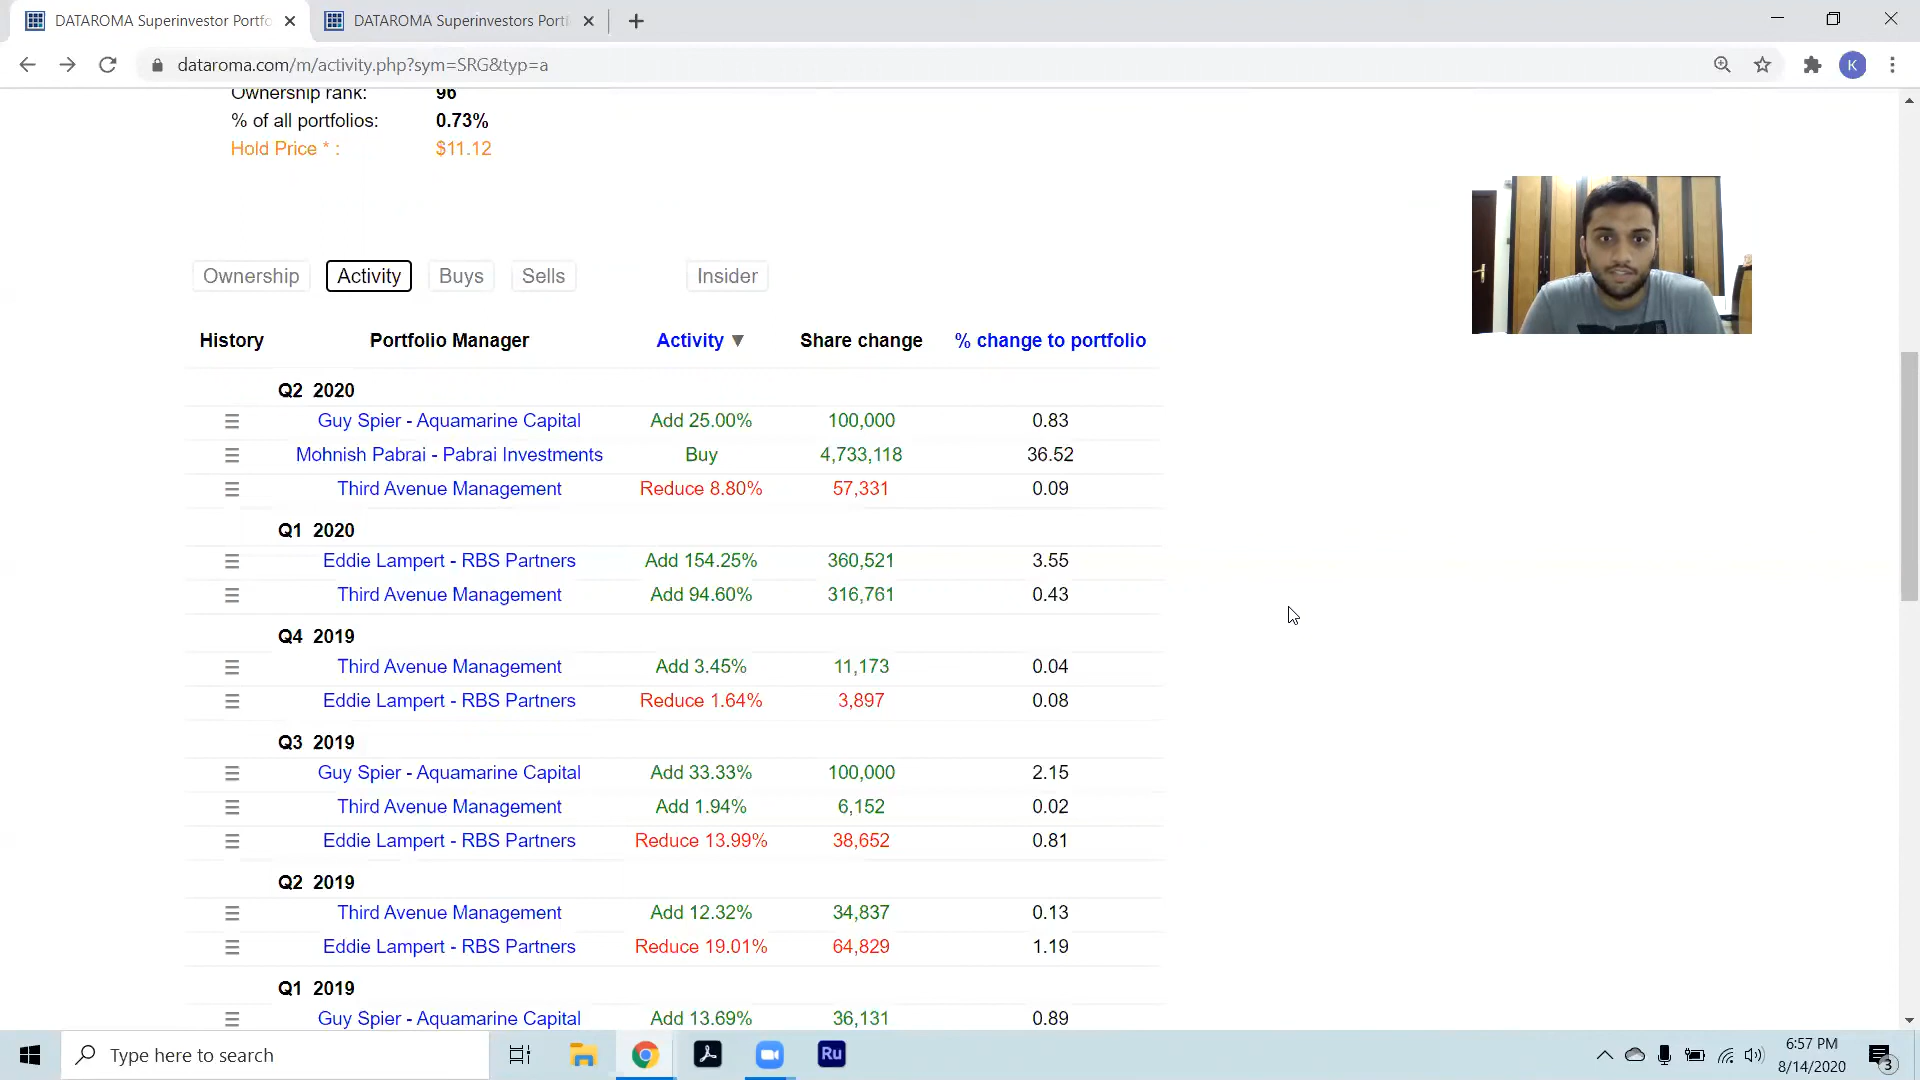 DATAROMA Superinvestor Portfo
DATAROMA Superinvestors Portf
dataroma.com/m/activity.php?sym=SRG&typ=a
K
Ownership rank: 96
% of all portfolios: 0.73%
Hold Price * : $11.12
Ownership Activity Buys Sells Insider
History Portfolio Manager Activity ▼ Share change % change to portfolio
Q2 2020
Guy Spier - Aquamarine Capital Add 25.00% 100,000 0.83
Mohnish Pabrai - Pabrai Investments Buy 4,733,118 36.52
Third Avenue Management Reduce 8.80% 57,331 0.09
Q1 2020
Eddie Lampert - RBS Partners Add 154.25% 360,521 3.55
Third Avenue Management Add 94.60% 316,761 0.43
Q4 2019
Third Avenue Management Add 3.45% 11,173 0.04
Eddie Lampert - RBS Partners Reduce 1.64% 3,897 0.08
Q3 2019
Guy Spier - Aquamarine Capital Add 33.33% 100,000 2.15
Third Avenue Management Add 1.94% 6,152 0.02
Eddie Lampert - RBS Partners Reduce 13.99% 38,652 0.81
Q2 2019
Third Avenue Management Add 12.32% 34,837 0.13
Eddie Lampert - RBS Partners Reduce 19.01% 64,829 1.19
Q1 2019
Guy Spier - Aquamarine Capital Add 13.69% 36,131 0.89
Type here to search
Ru
6:57 PM
8/14/2020
3